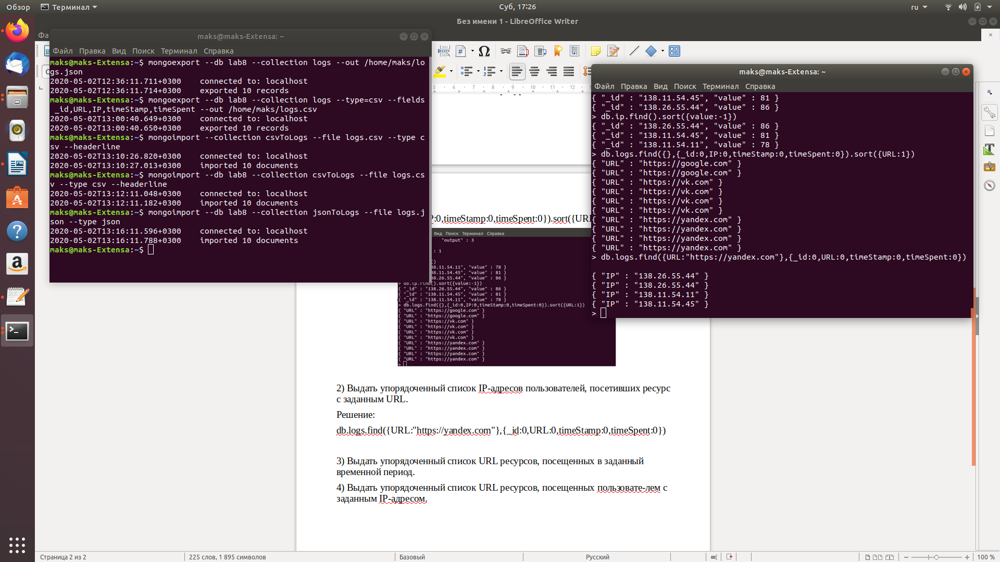 Обзор
Терминал
Суб, 17:26
ru
Без имени 1 - LibreOffice Writer
Фа
maks@maks-Extensa: ~
Файл Правка Вид Поиск Терминал Справка
maks@maks-Extensa:~$ mongoexport --db lab8 --collection logs --out /home/maks/lo
gs.json
2020-05-02T12:36:11.711+0300    connected to: localhost
2020-05-02T12:36:11.714+0300    exported 10 records
maks@maks-Extensa:~$ mongoexport --db lab8 --collection logs --type=csv --fields
 _id,URL,IP,timeStamp,timeSpent --out /home/maks/logs.csv
2020-05-02T13:00:40.649+0300    connected to: localhost
2020-05-02T13:00:40.650+0300    exported 10 records
maks@maks-Extensa:~$ mongoimport --collection csvToLogs --file logs.csv --type c
sv --headerline
2020-05-02T13:10:26.820+0300    connected to: localhost
2020-05-02T13:10:27.013+0300    imported 10 documents
maks@maks-Extensa:~$ mongoimport --db lab8 --collection csvToLogs --file logs.cs
v --type csv --headerline
2020-05-02T13:12:11.048+0300    connected to: localhost
2020-05-02T13:12:11.182+0300    imported 10 documents
maks@maks-Extensa:~$ mongoimport --db lab8 --collection jsonToLogs --file logs.j
son --type json
2020-05-02T13:16:11.596+0300    connected to: localhost
2020-05-02T13:16:11.788+0300    imported 10 documents
maks@maks-Extensa:~$
5 6 7 8 9 10 11 12
maks@maks-Extensa: ~
Файл Правка Вид Поиск Терминал Справка
{ "_id" : "138.11.54.45", "value" : 81 }
{ "_id" : "138.26.55.44", "value" : 86 }
> db.ip.find().sort({value:-1})
{ "_id" : "138.26.55.44", "value" : 86 }
{ "_id" : "138.11.54.45", "value" : 81 }
{ "_id" : "138.11.54.11", "value" : 78 }
> db.logs.find({},{_id:0,IP:0,timeStamp:0,timeSpent:0}).sort({URL:1})
{ "URL" : "https://google.com" }
{ "URL" : "https://google.com" }
{ "URL" : "https://vk.com" }
{ "URL" : "https://vk.com" }
{ "URL" : "https://vk.com" }
{ "URL" : "https://vk.com" }
{ "URL" : "https://yandex.com" }
{ "URL" : "https://yandex.com" }
{ "URL" : "https://yandex.com" }
{ "URL" : "https://yandex.com" }
> db.logs.find({URL:"https://yandex.com"},{_id:0,URL:0,timeStamp:0,timeSpent:0})
{ "IP" : "138.26.55.44" }
{ "IP" : "138.26.55.44" }
{ "IP" : "138.11.54.11" }
{ "IP" : "138.11.54.45" }
>
P:0,timeStamp:0,timeSpent:0}).sort({URL
Вид Поиск Терминал Справка
"output" : 3
: 1
()
38.11.54.11", "value" : 78 }
38.11.54.45", "value" : 81 }
38.26.55.44", "value" : 86 }
> db.ip.find().sort({value:-1})
{ "_id" : "138.26.55.44", "value" : 86 }
{ "_id" : "138.11.54.45", "value" : 81 }
{ "_id" : "138.11.54.11", "value" : 78 }
> db.logs.find({},{_id:0,IP:0,timeStamp:0,timeSpent:0}).sort({URL:1})
{ "URL" : "https://google.com" }
{ "URL" : "https://google.com" }
{ "URL" : "https://vk.com" }
{ "URL" : "https://vk.com" }
{ "URL" : "https://vk.com" }
{ "URL" : "https://vk.com" }
{ "URL" : "https://yandex.com" }
{ "URL" : "https://yandex.com" }
{ "URL" : "https://yandex.com" }
{ "URL" : "https://yandex.com" }
>
2) Выдать упорядоченный список IP-адресов пользователей, посетивших ресурс
с заданным URL.
Решение:
db.logs.find({URL:"https://yandex.com"},{_id:0,URL:0,timeStamp:0,timeSpent:0})
3) Выдать упорядоченный список URL ресурсов, посещенных в заданный
временной период.
4) Выдать упорядоченный список URL ресурсов, посещенных пользовате-лем с
заданным IP-адресом.
Страница 2 из 2
225 слов, 1 895 символов
Базовый
Русский
100 %